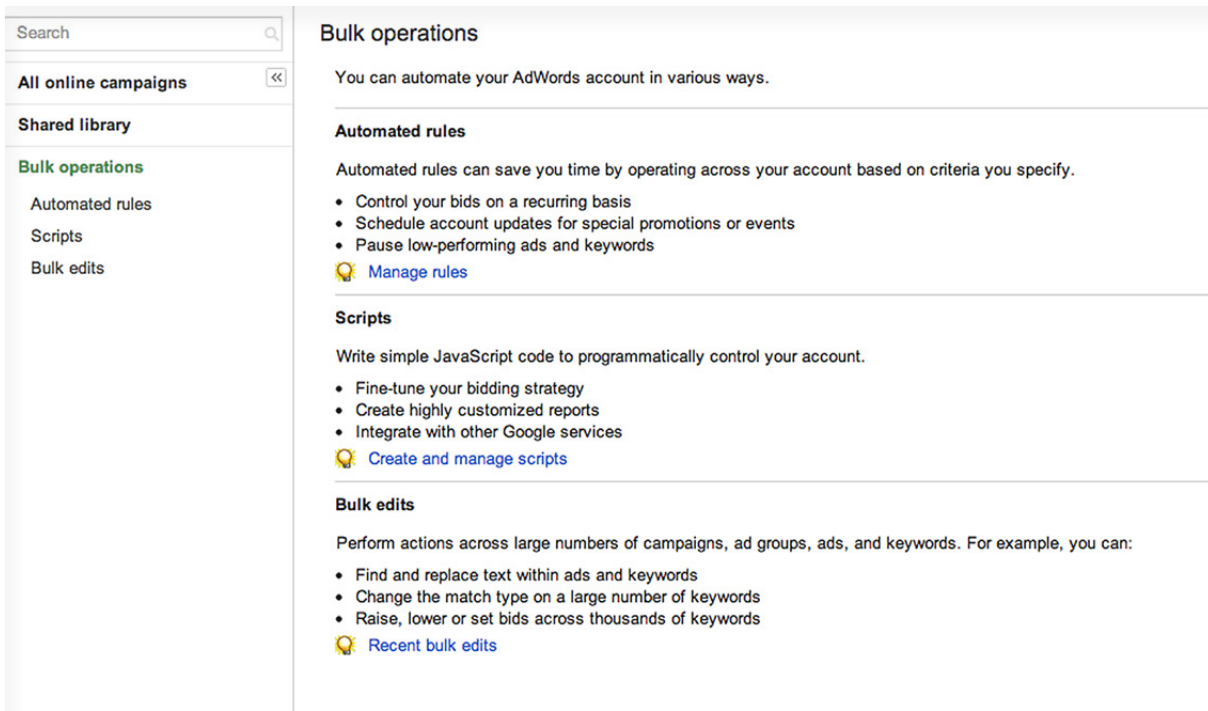 Search
All online campaigns
Shared library
Bulk operations
Automated rules
Scripts
Bulk edits
Bulk operations
You can automate your AdWords account in various ways.
Automated rules
Automated rules can save you time by operating across your account based on criteria you specify.
• Control your bids on a recurring basis
• Schedule account updates for special promotions or events
• Pause low-performing ads and keywords
Manage rules
Scripts
Write simple JavaScript code to programmatically control your account.
• Fine-tune your bidding strategy
• Create highly customized reports
• Integrate with other Google services
Create and manage scripts
Bulk edits
Perform actions across large numbers of campaigns, ad groups, ads, and keywords. For example, you can:
• Find and replace text within ads and keywords
• Change the match type on a large number of keywords
• Raise, lower or set bids across thousands of keywords
Recent bulk edits